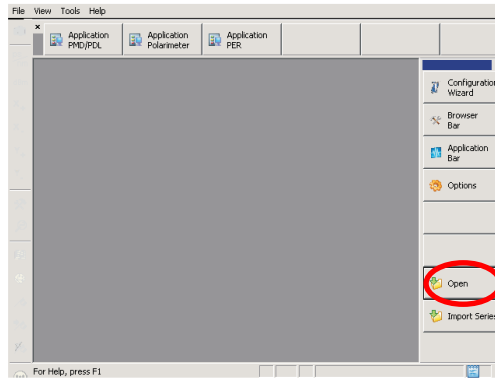 File View Tools Help
Application PMD/PDL
Application Polarimeter
Application PER
Configuration Wizard
Browser Bar
Application Bar
Options
Open
Import Series
For Help, press F1